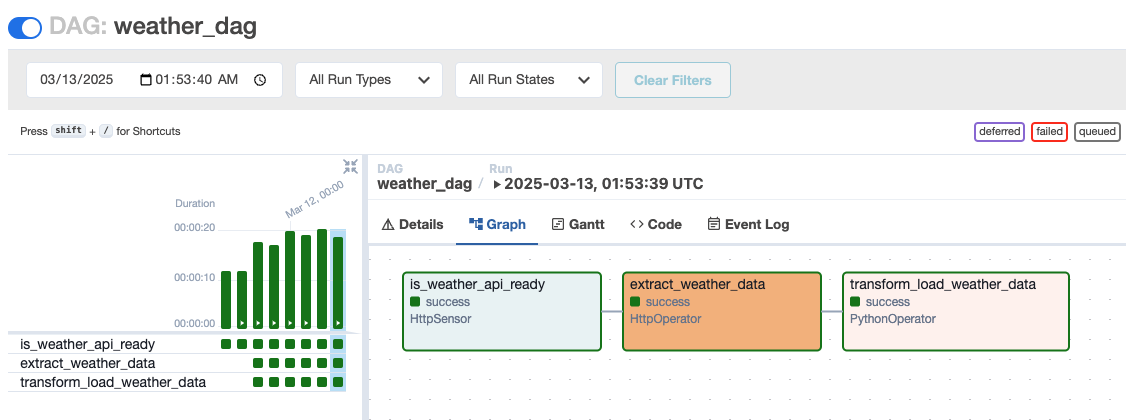 DAG: weather_dag
03/13/2025 01:53:40 AM All Run Types All Run States Clear Filters
Press shift + / for Shortcuts
deferred failed queued
DAG Run
weather_dag / 2025-03-13, 01:53:39 UTC
Details Graph Gantt Code Event Log
Mar 12, 00:00
Duration
00:00:20
00:00:10
00:00:00
is_weather_api_ready
extract_weather_data
transform_load_weather_data
is_weather_api_ready
success
HttpSensor
extract_weather_data
success
HttpOperator
transform_load_weather_data
success
PythonOperator